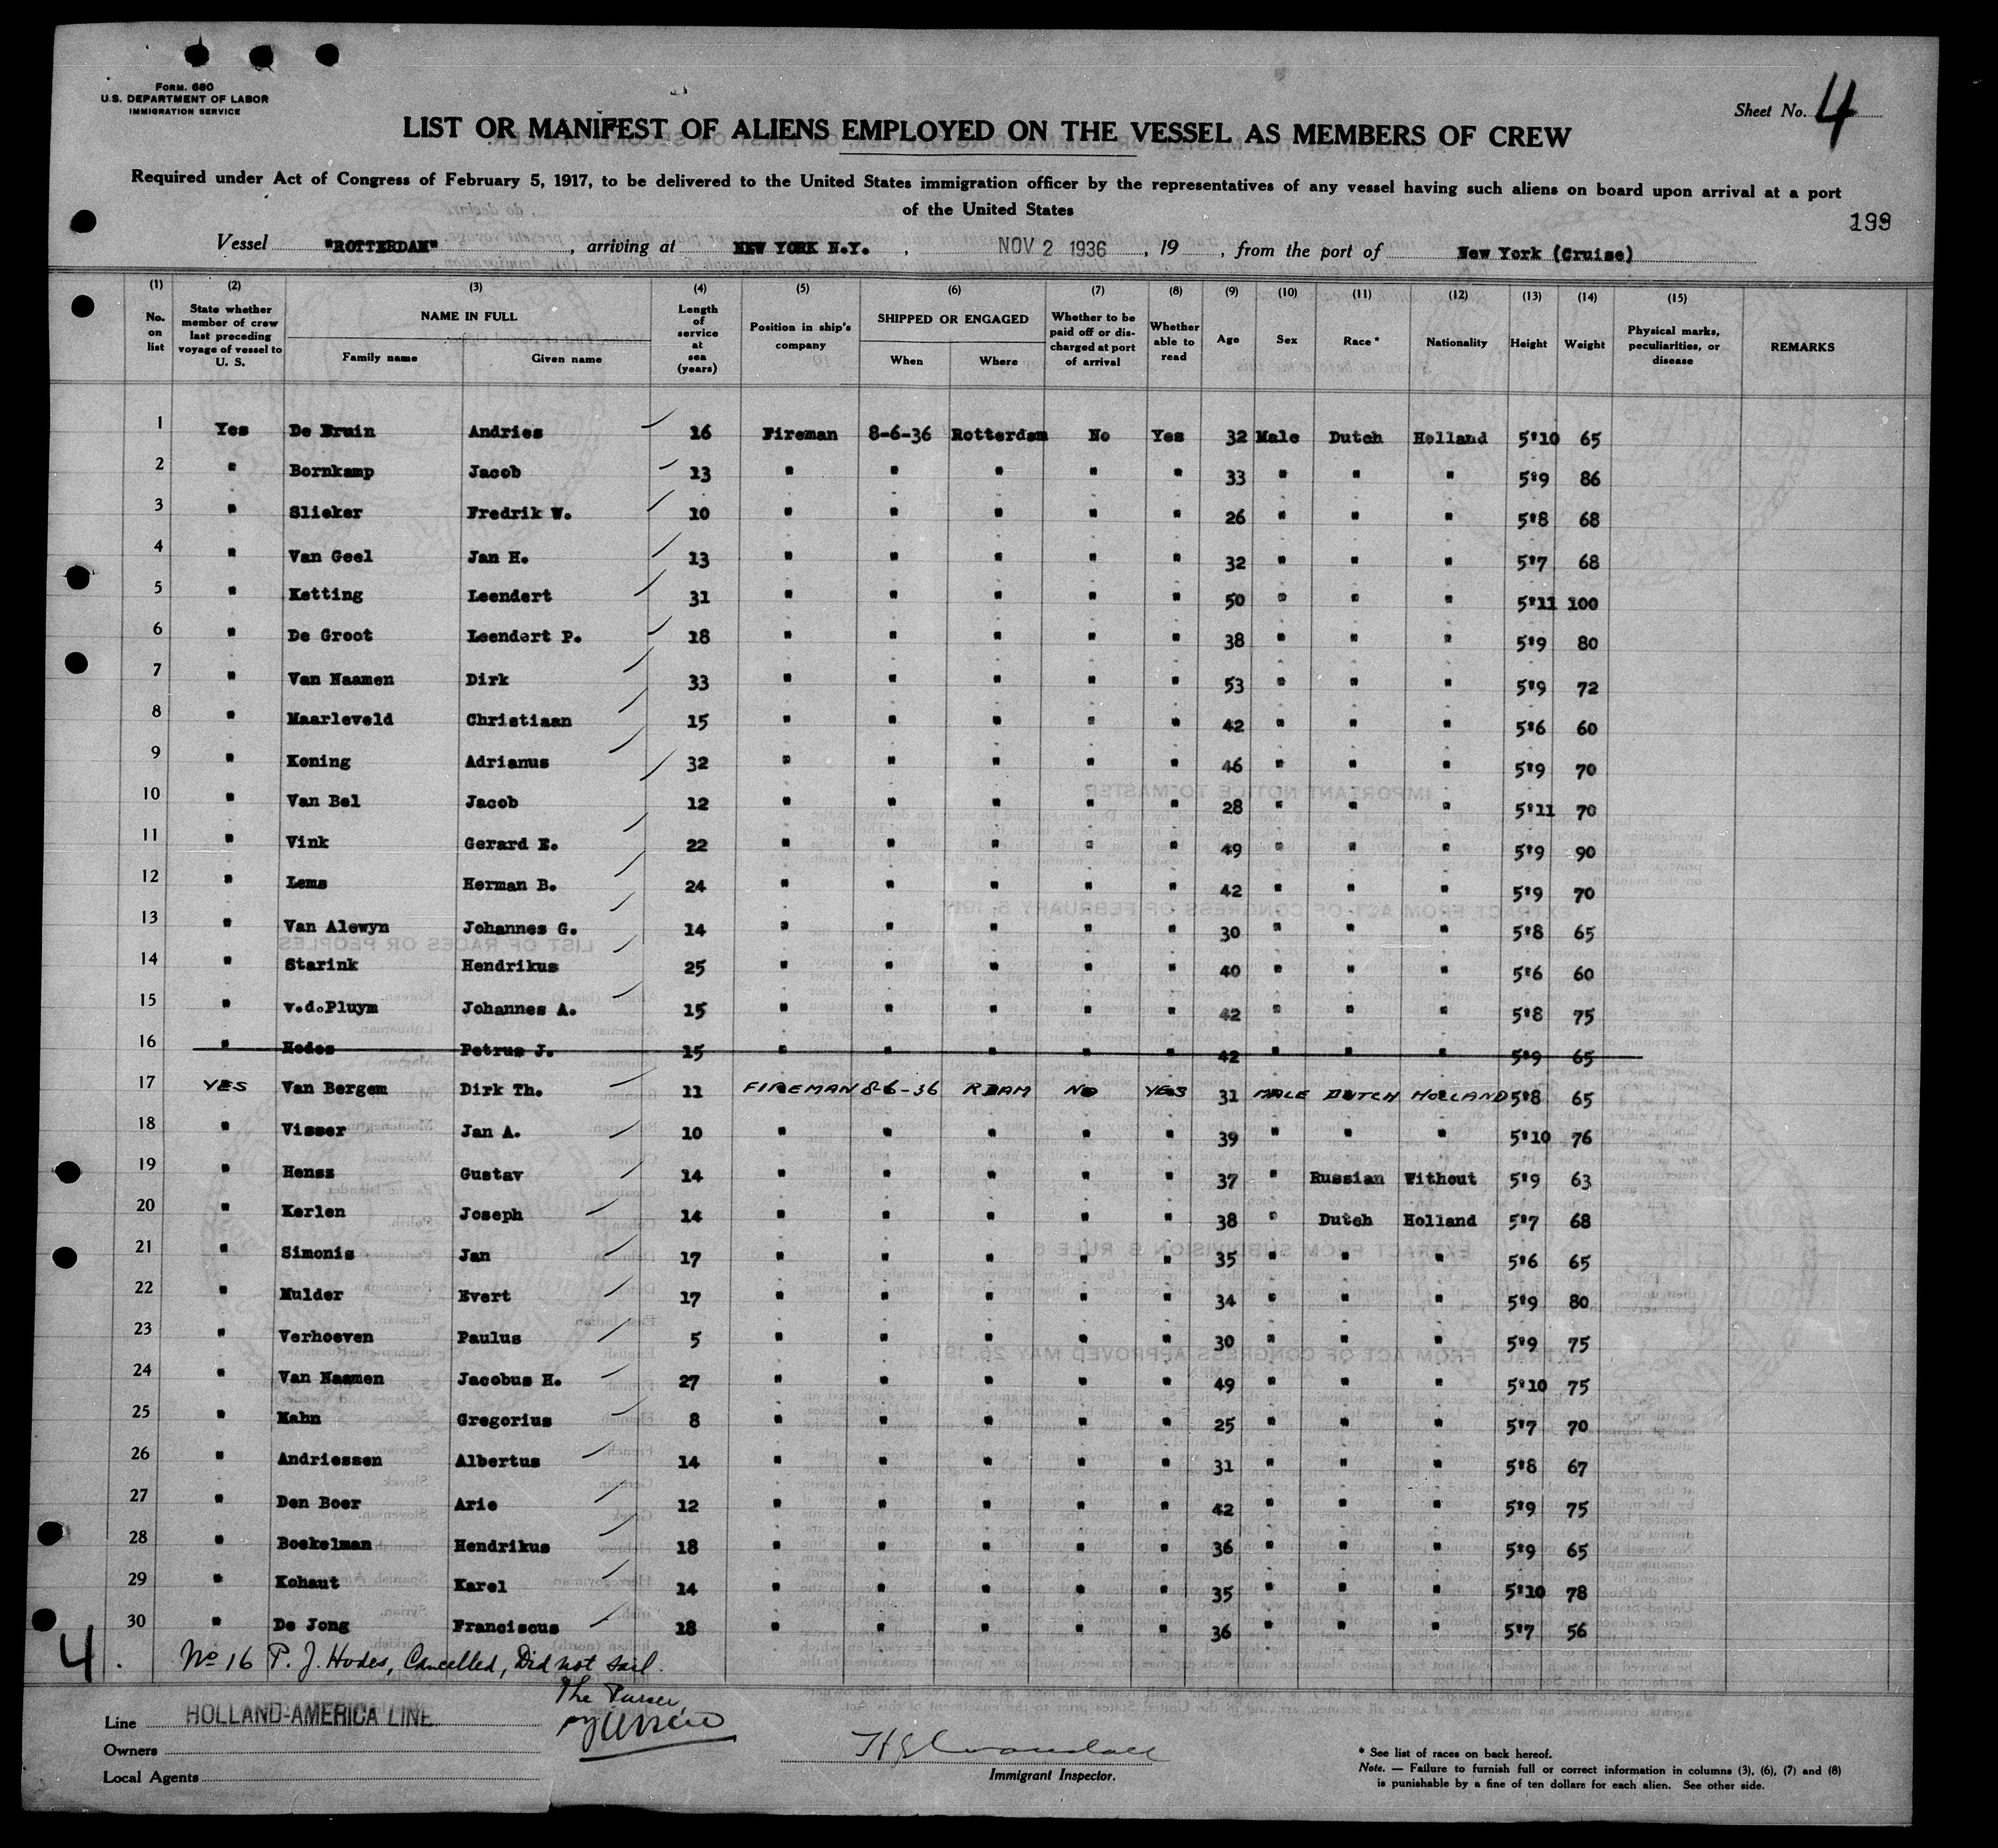 FORM. 680
U.S. DEPARTMENT OF LABOR
IMMIGRATION SERVICE
Sheet No. 4
LIST OR MANIFEST OF ALIENS EMPLOYED ON THE VESSEL AS MEMBERS OF CREW
Required under Act of Congress of February 5, 1917, to be delivered to the United States immigration officer by the representatives of any vessel having such aliens on board upon arrival at a port
of the United States
199
Vessel "ROTTERDAM", arriving at NEW YORK N.Y., NOV 2 1936, 19 , from the port of New York (Cruise)
(1) (2) (3) (4) (5) (6) (7) (8) (9) (10) (11) (12) (13) (14) (15)
No. on list | State whether member of crew last preceding voyage of vessel to U. S. | NAME IN FULL Family name Given name | Length of service at sea (years) | Position in ship's company | SHIPPED OR ENGAGED When Where | Whether to be paid off or discharged at port of arrival | Whether able to read | Age | Sex | Race * | Nationality | Height | Weight | Physical marks, peculiarities, or disease | REMARKS
1 Yes De Bruin Andries 16 Fireman 8-6-36 Rotterdam No Yes 32 Male Dutch Holland 5'10 65
2 " Bornkamp Jacob 13 " " " " " 33 " " " 5'9 86
3 " Slieker Fredrik W. 10 " " " " " 26 " " " 5'8 68
4 " Van Geel Jan H. 13 " " " " " 32 " " " 5'7 68
5 " Ketting Leendert 31 " " " " " 50 " " " 5'11 100
6 " De Groot Leendert P. 18 " " " " " 38 " " " 5'9 80
7 " Van Naamen Dirk 33 " " " " " 53 " " " 5'9 72
8 " Maarleveld Christiaan 15 " " " " " 42 " " " 5'6 60
9 " Koning Adrianus 32 " " " " " 46 " " " 5'9 70
10 " Van Bel Jacob 12 " " " " " 28 " " " 5'11 70
11 " Vink Gerard E. 22 " " " " " 49 " " " 5'9 90
12 " Lems Herman B. 24 " " " " " 42 " " " 5'9 70
13 " Van Alewyn Johannes G. 14 " " " " " 30 " " " 5'8 65
14 " Starink Hendrikus 25 " " " " " 40 " " " 5'6 60
15 " v.d.Pluym Johannes A. 15 " " " " " 42 " " " 5'8 75
16 " Hodes Petrus J. 15 " " " " " 42 " " " 5'9 65
17 YES Van Bergem Dirk Th. 11 FIREMAN 8-6-36 RDAM NO YES 31 MALE DUTCH HOLLAND 5'8 65
18 " Visser Jan A. 10 " " " " " 39 " " " 5'10 76
19 " Hensz Gustav 14 " " " " " 37 " Russian Without 5'9 63
20 " Kerlen Joseph 14 " " " " " 38 " Dutch Holland 5'7 68
21 " Simonis Jan 17 " " " " " 35 " " " 5'6 65
22 " Mulder Evert 17 " " " " " 34 " " " 5'9 80
23 " Verhoeven Paulus 5 " " " " " 30 " " " 5'9 75
24 " Van Naamen Jacobus H. 27 " " " " " 49 " " " 5'10 75
25 " Hahn Gregorius 8 " " " " " 25 " " " 5'7 70
26 " Andriessen Albertus 14 " " " " " 31 " " " 5'8 67
27 " Den Boer Arie 12 " " " " " 42 " " " 5'9 75
28 " Boekelman Hendrikus 18 " " " " " 36 " " " 5'9 65
29 " Kohaut Karel 14 " " " " " 35 " " " 5'10 78
30 " De Jong Franciscus 18 " " " " " 36 " " " 5'7 56
4. No 16 P. J. Hodes, Cancelled, Did not sail.
The Purser
Line HOLLAND-AMERICA LINE
Owners
Local Agents
Immigrant Inspector.
* See list of races on back hereof.
Note. — Failure to furnish full or correct information in columns (3), (6), (7) and (8)
is punishable by a fine of ten dollars for each alien. See other side.